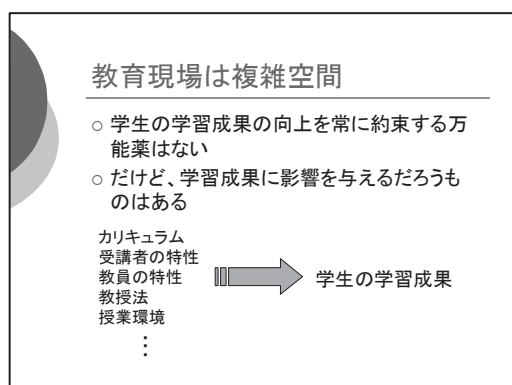 教育現場は複雑空間
○ 学生の学習成果の向上を常に約束する万
能薬はない
○ だけど、学習成果に影響を与えるだろうも
のはある
カリキュラム
受講者の特性
教員の特性
教授法
授業環境
⋮
学生の学習成果